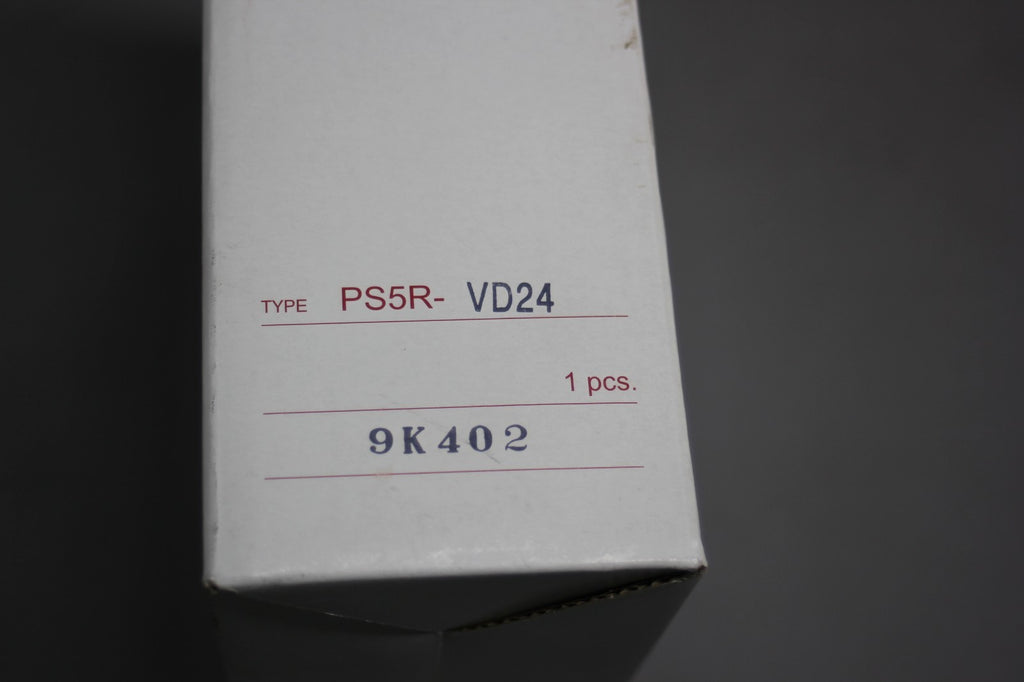 TYPE PS5R- VD24
1 pcs.
9K402